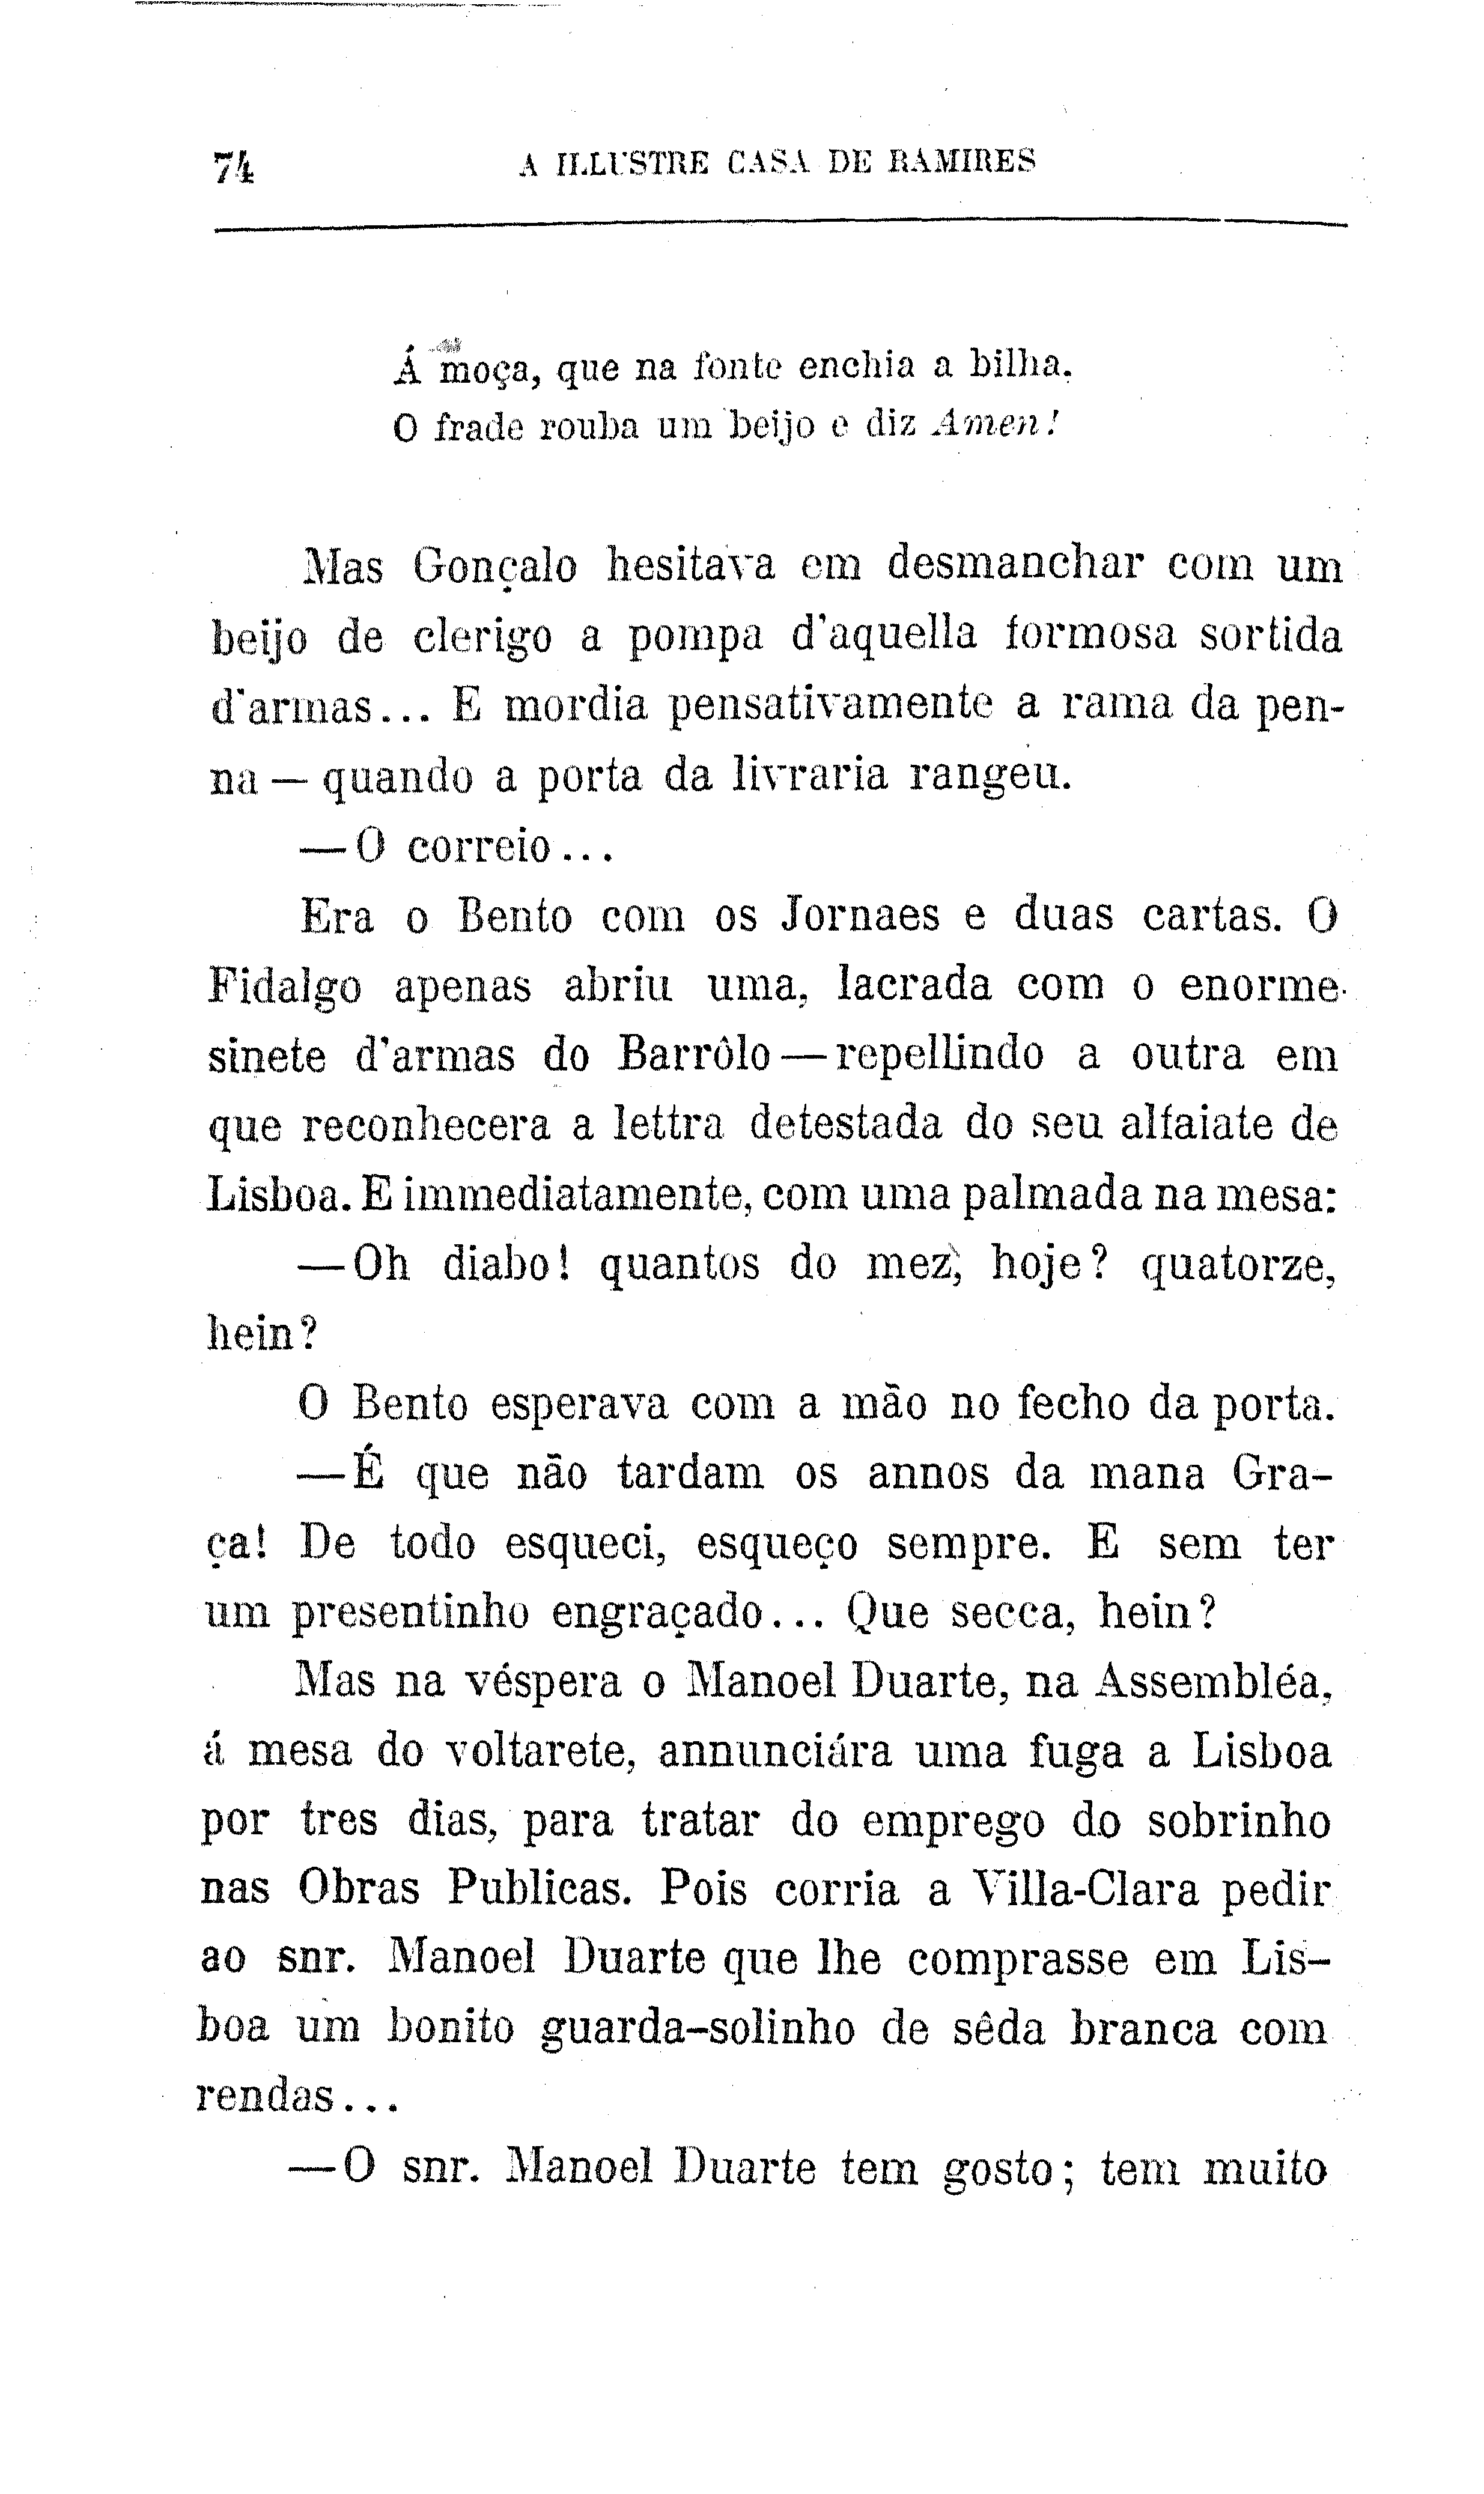 74 A ILLUSTRE CASA DE RAMIRES
Á moça, que na fonte enchia a bilha,
O frade rouba um beijo e diz Amen!
Mas Gonçalo hesitava em desmanchar com um
beijo de clerigo a pompa d'aquella formosa sortida
d'armas... E mordia pensativamente a rama da pen-
na — quando a porta da livraria rangeu.
—O correio...
Era o Bento com os Jornaes e duas cartas. O
Fidalgo apenas abriu uma, lacrada com o enorme
sinete d'armas do Barrôlo — repellindo a outra em
que reconhecera a lettra detestada do seu alfaiate de
Lisboa. E immediatamente, com uma palmada na mesa:
—Oh diabo! quantos do mez, hoje? quatorze,
hein?
O Bento esperava com a mão no fecho da porta.
—É que não tardam os annos da mana Gra-
ça! De todo esqueci, esqueço sempre. E sem ter
um presentinho engraçado... Que secca, hein?
Mas na véspera o Manoel Duarte, na Assembléa,
á mesa do voltarete, annunciára uma fuga a Lisboa
por tres dias, para tratar do emprego do sobrinho
nas Obras Publicas. Pois corria a Villa-Clara pedir
ao snr. Manoel Duarte que lhe comprasse em Lis-
boa um bonito guarda-solinho de sêda branca com
rendas...
—O snr. Manoel Duarte tem gosto; tem muito